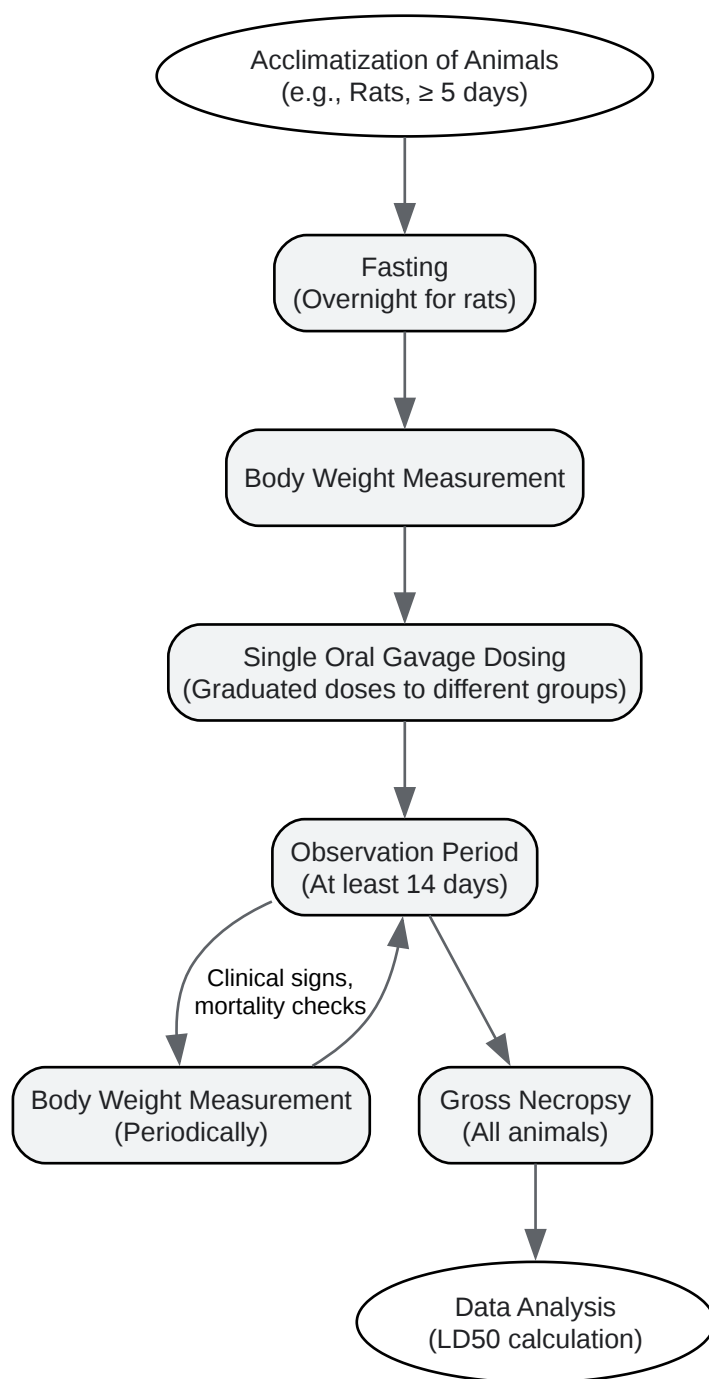 Acclimatization of Animals
(e.g., Rats, ≥ 5 days)
Fasting
(Overnight for rats)
Body Weight Measurement
Single Oral Gavage Dosing
(Graduated doses to different groups)
Observation Period
(At least 14 days)
Clinical signs,
mortality checks
Body Weight Measurement
(Periodically)
Gross Necropsy
(All animals)
Data Analysis
(LD50 calculation)